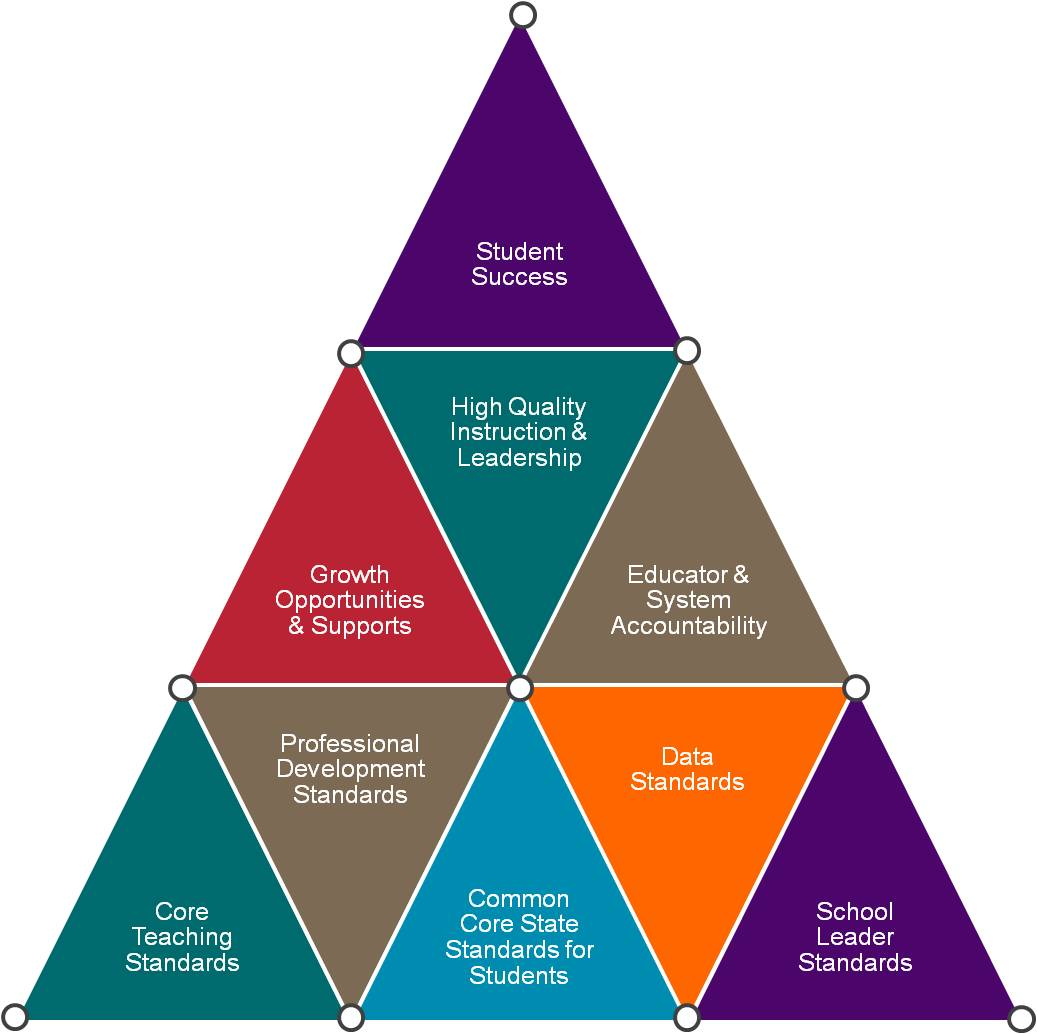 Student
Success
High Quality
Instruction &
Leadership
Growth
Opportunities
& Supports
Educator &
System
Accountability
Professional
Development
Standards
Data
Standards
Core
Teaching
Standards
Common
Core State
Standards for
Students
School
Leader
Standards